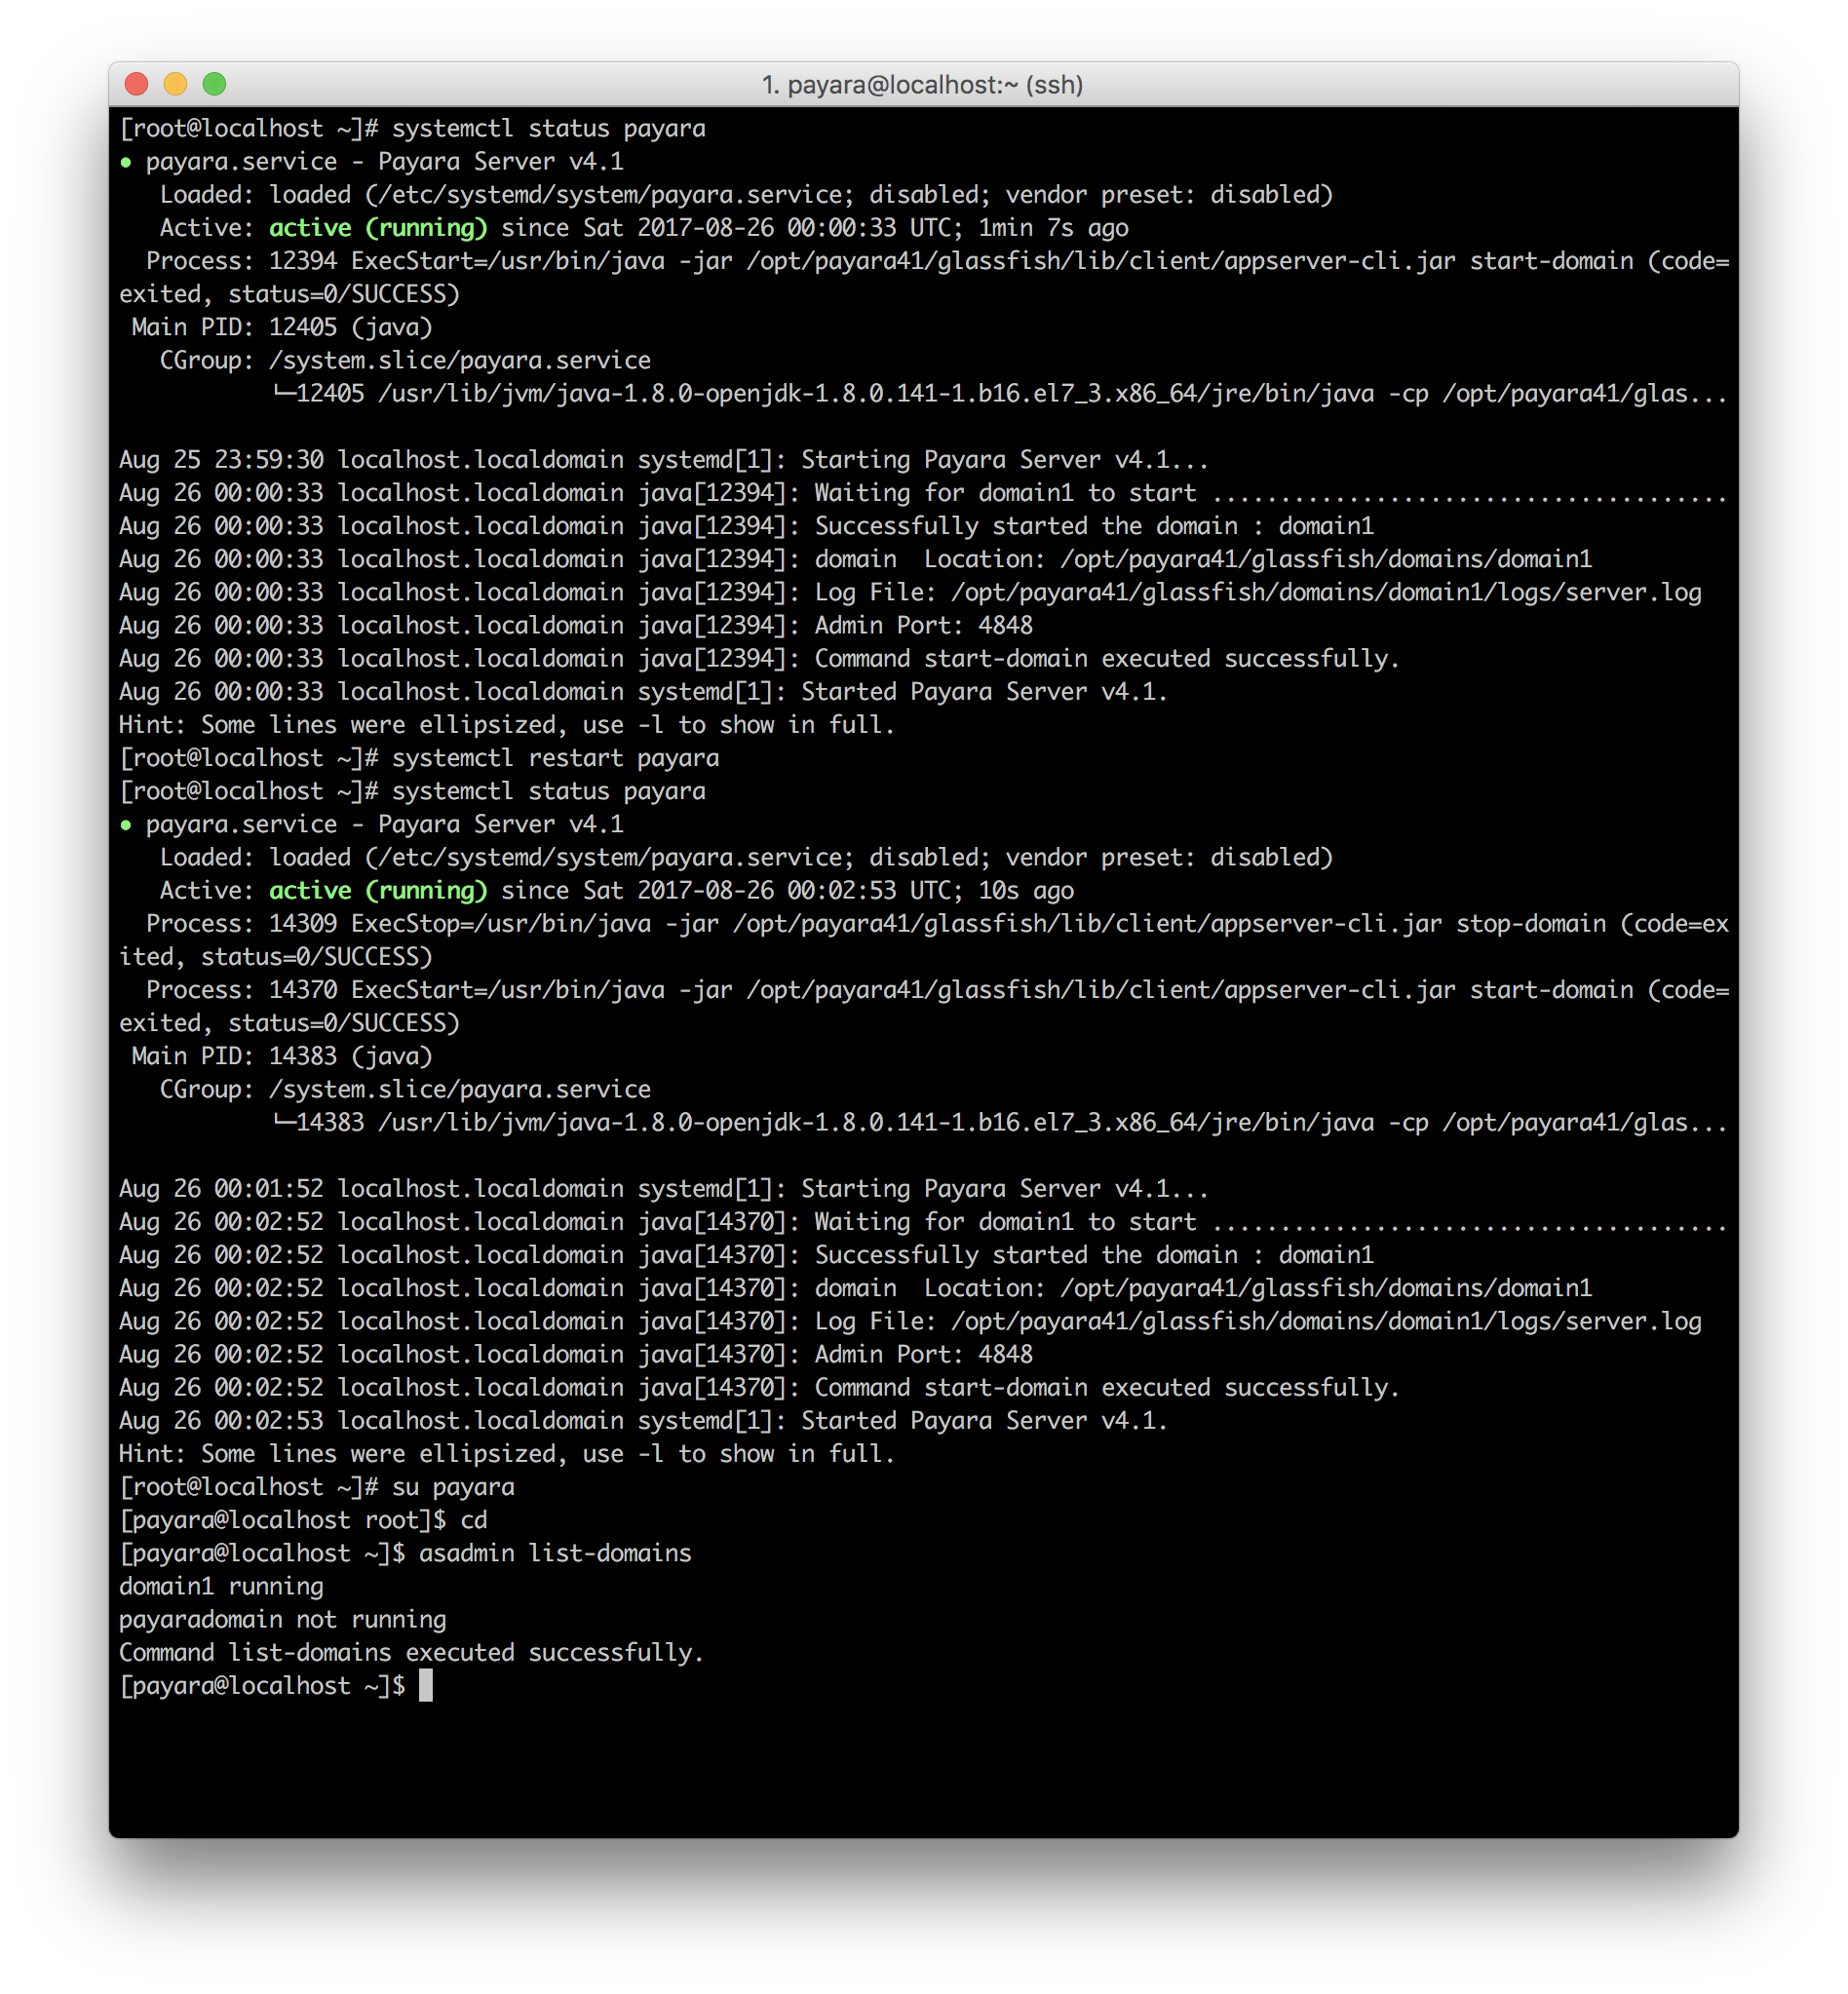 1. payara@localhost:~ (ssh)
[root@localhost ~]# systemctl status payara
● payara.service - Payara Server v4.1
   Loaded: loaded (/etc/systemd/system/payara.service; disabled; vendor preset: disabled)
   Active: active (running) since Sat 2017-08-26 00:00:33 UTC; 1min 7s ago
  Process: 12394 ExecStart=/usr/bin/java -jar /opt/payara41/glassfish/lib/client/appserver-cli.jar start-domain (code=
exited, status=0/SUCCESS)
 Main PID: 12405 (java)
   CGroup: /system.slice/payara.service
           └─12405 /usr/lib/jvm/java-1.8.0-openjdk-1.8.0.141-1.b16.el7_3.x86_64/jre/bin/java -cp /opt/payara41/glas...

Aug 25 23:59:30 localhost.localdomain systemd[1]: Starting Payara Server v4.1...
Aug 26 00:00:33 localhost.localdomain java[12394]: Waiting for domain1 to start ......................................
Aug 26 00:00:33 localhost.localdomain java[12394]: Successfully started the domain : domain1
Aug 26 00:00:33 localhost.localdomain java[12394]: domain  Location: /opt/payara41/glassfish/domains/domain1
Aug 26 00:00:33 localhost.localdomain java[12394]: Log File: /opt/payara41/glassfish/domains/domain1/logs/server.log
Aug 26 00:00:33 localhost.localdomain java[12394]: Admin Port: 4848
Aug 26 00:00:33 localhost.localdomain java[12394]: Command start-domain executed successfully.
Aug 26 00:00:33 localhost.localdomain systemd[1]: Started Payara Server v4.1.
Hint: Some lines were ellipsized, use -l to show in full.
[root@localhost ~]# systemctl restart payara
[root@localhost ~]# systemctl status payara
● payara.service - Payara Server v4.1
   Loaded: loaded (/etc/systemd/system/payara.service; disabled; vendor preset: disabled)
   Active: active (running) since Sat 2017-08-26 00:02:53 UTC; 10s ago
  Process: 14309 ExecStop=/usr/bin/java -jar /opt/payara41/glassfish/lib/client/appserver-cli.jar stop-domain (code=ex
ited, status=0/SUCCESS)
  Process: 14370 ExecStart=/usr/bin/java -jar /opt/payara41/glassfish/lib/client/appserver-cli.jar start-domain (code=
exited, status=0/SUCCESS)
 Main PID: 14383 (java)
   CGroup: /system.slice/payara.service
           └─14383 /usr/lib/jvm/java-1.8.0-openjdk-1.8.0.141-1.b16.el7_3.x86_64/jre/bin/java -cp /opt/payara41/glas...

Aug 26 00:01:52 localhost.localdomain systemd[1]: Starting Payara Server v4.1...
Aug 26 00:02:52 localhost.localdomain java[14370]: Waiting for domain1 to start ......................................
Aug 26 00:02:52 localhost.localdomain java[14370]: Successfully started the domain : domain1
Aug 26 00:02:52 localhost.localdomain java[14370]: domain  Location: /opt/payara41/glassfish/domains/domain1
Aug 26 00:02:52 localhost.localdomain java[14370]: Log File: /opt/payara41/glassfish/domains/domain1/logs/server.log
Aug 26 00:02:52 localhost.localdomain java[14370]: Admin Port: 4848
Aug 26 00:02:52 localhost.localdomain java[14370]: Command start-domain executed successfully.
Aug 26 00:02:53 localhost.localdomain systemd[1]: Started Payara Server v4.1.
Hint: Some lines were ellipsized, use -l to show in full.
[root@localhost ~]# su payara
[payara@localhost root]$ cd
[payara@localhost ~]$ asadmin list-domains
domain1 running
payaradomain not running
Command list-domains executed successfully.
[payara@localhost ~]$